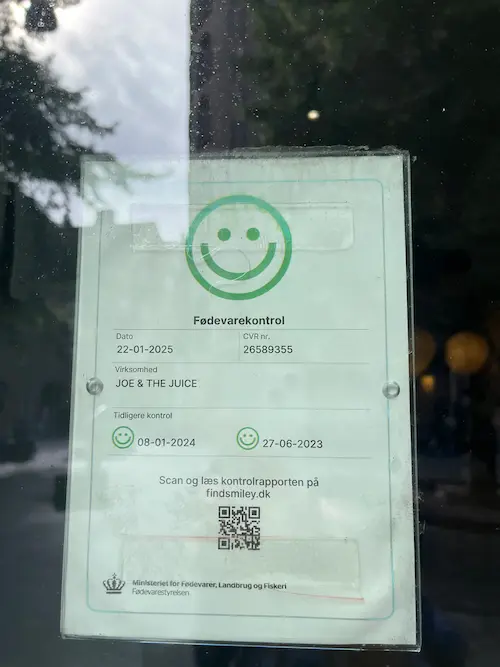 Fødevarekontrol
Dato
CVR nr.
22-01-2025
26589355
Virksomhed
JOE & THE JUICE
Tidligere kontrol
08-01-2024
27-06-2023
Scan og læs kontrolrapporten på
findsmiley.dk
Ministeriet for Fødevarer, Landbrug og Fiskeri
Fødevarestyrelsen